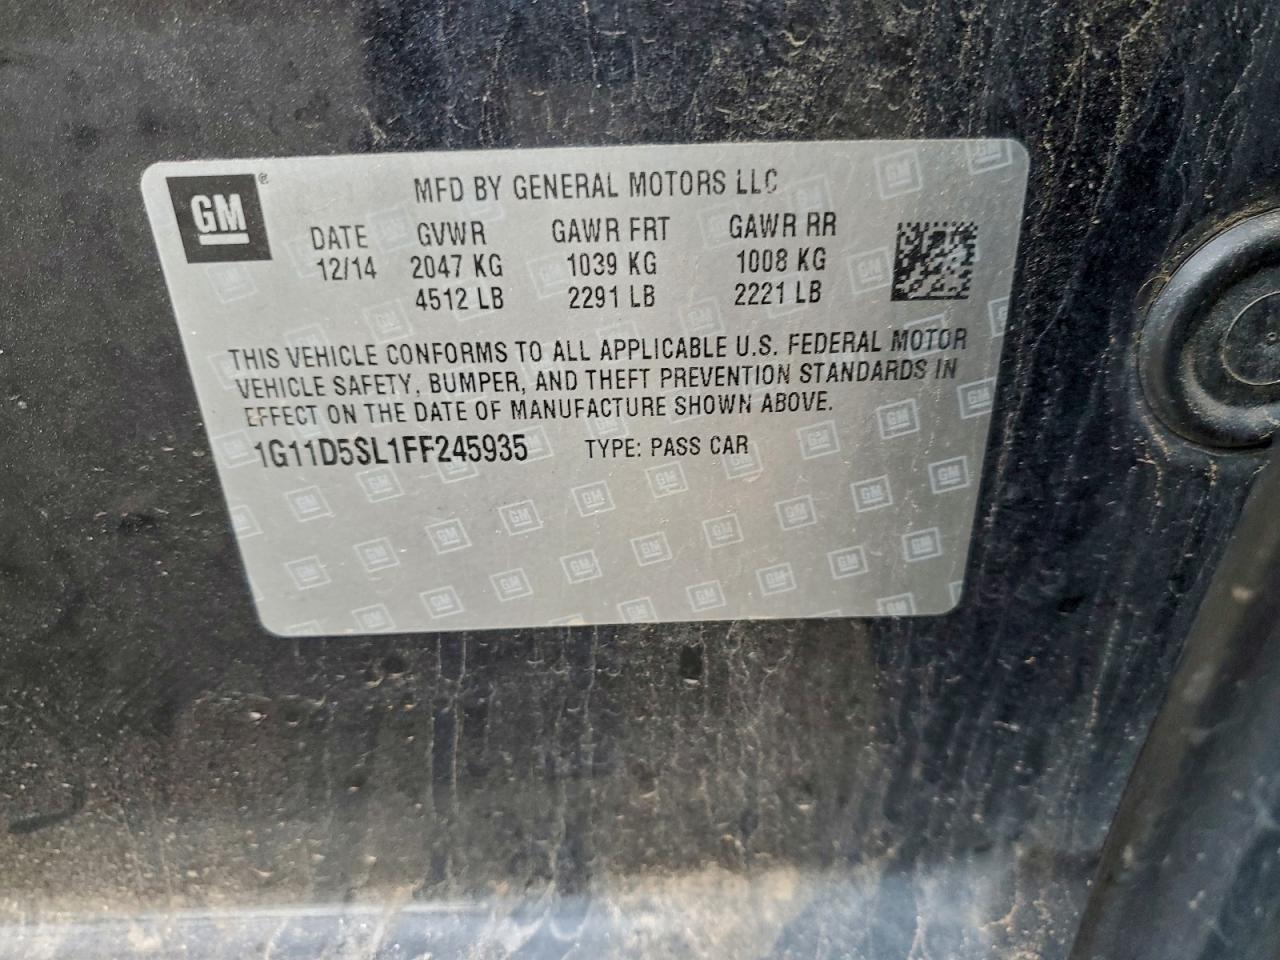 GM®
MFD BY GENERAL MOTORS LLC
DATE GVWR GAWR FRT GAWR RR
12/14 2047 KG 1039 KG 1008 KG
4512 LB 2291 LB 2221 LB
THIS VEHICLE CONFORMS TO ALL APPLICABLE U.S. FEDERAL MOTOR
VEHICLE SAFETY, BUMPER, AND THEFT PREVENTION STANDARDS IN
EFFECT ON THE DATE OF MANUFACTURE SHOWN ABOVE.
1G11D5SL1FF245935 TYPE: PASS CAR